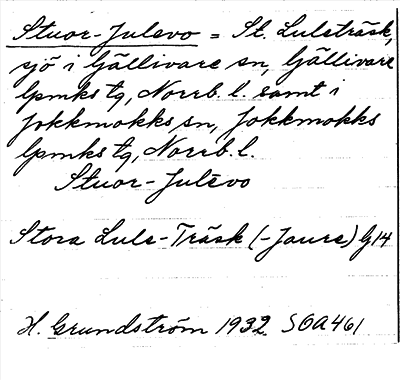 Stuor-Julevo = St. Luleträsk,
sjö i Gällivare sn, Gällivare
lpmks tg, Norrb. l. samt i
Jokkmokks sn, Jokkmokks
lpmks tg, Norrb. l.
Stuor-Julēvo
Stora Lule-Träsk (-Jaure) G14
H. Grundström 1932 SOA461